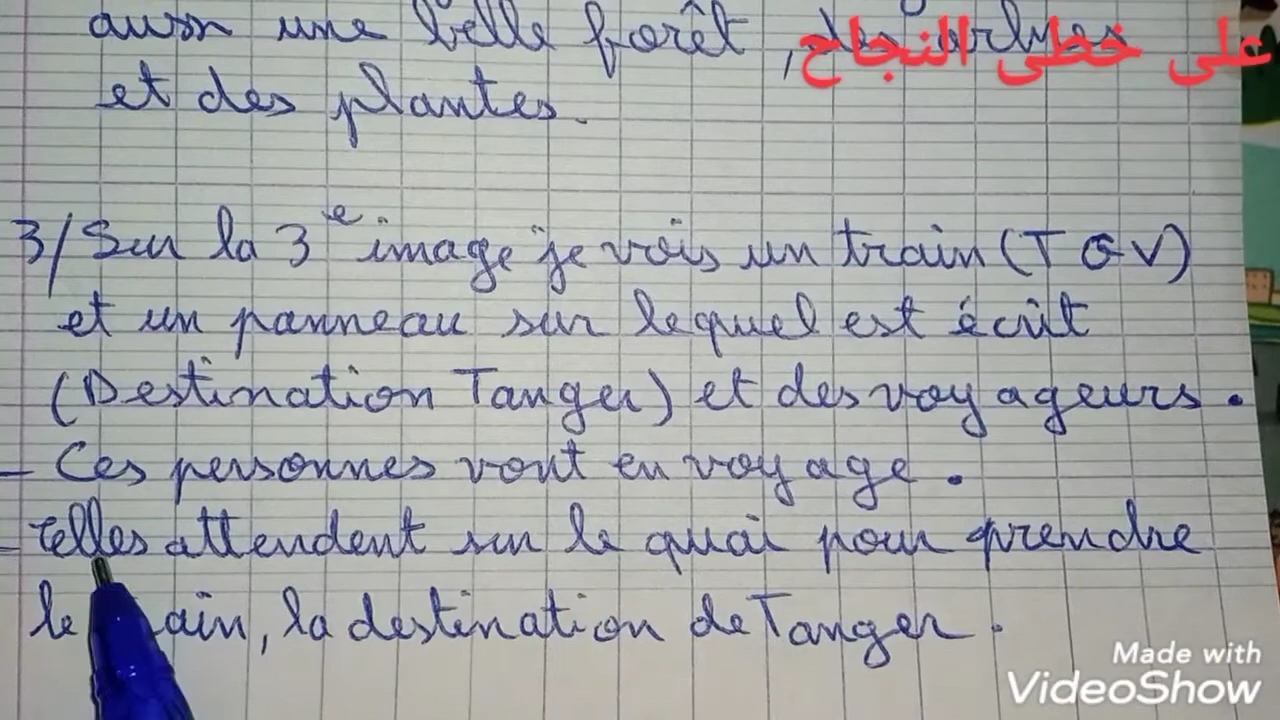 aussi une belle forêt, des
على خطى النجاح
et des plantes.
3/ Sur la 3e image je vois un train (TGV)
et un panneau sur lequel est écrit
(Destination Tanger) et des voyageurs.
- Ces personnes vont en voyage.
- elles attendent sur le quai pour prendre
le ain, la destination de Tanger.
Made with
VideoShow